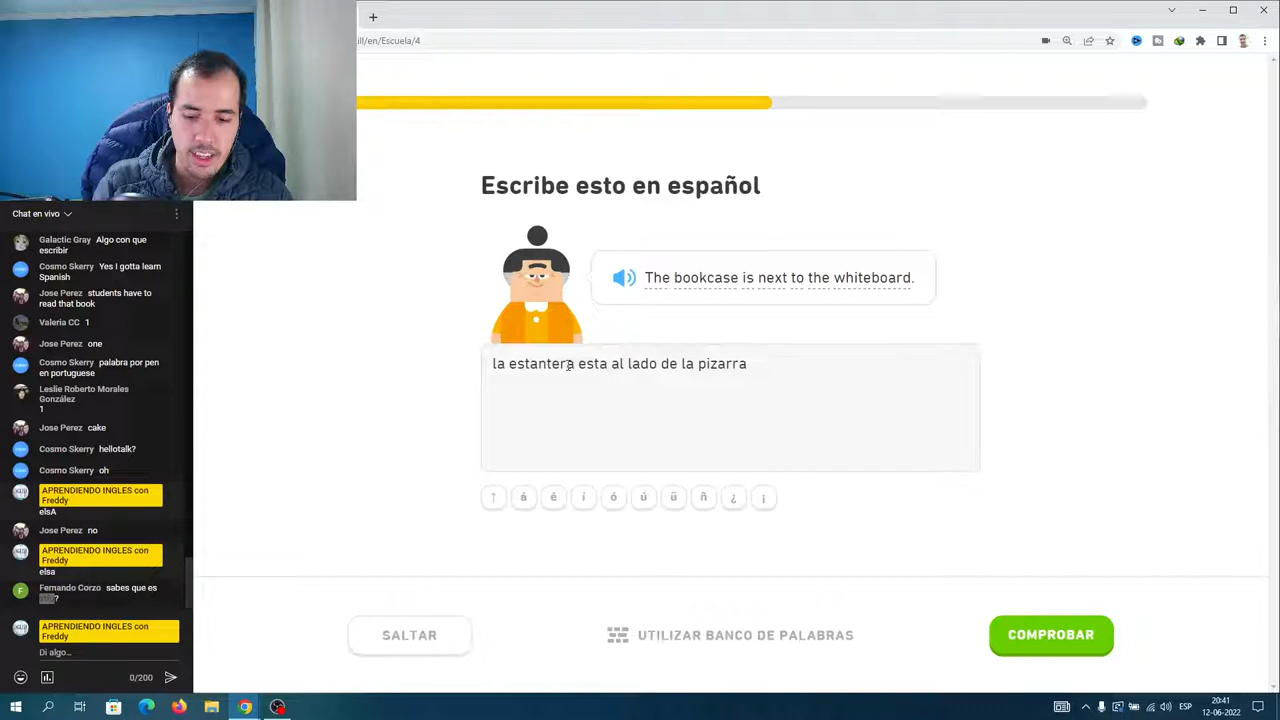 ill/en/Escuela/4
Escribe esto en español
The bookcase is next to the whiteboard.
la estantera esta al lado de la pizarra
↑ á é í ó ú ü ñ ¿ ¡
SALTAR
UTILIZAR BANCO DE PALABRAS
COMPROBAR
Chat en vivo
Galactic Gray Algo con que
escribir
Cosmo Skerry Yes I gotta learn
Spanish
Jose Perez students have to
read that book
Valeria CC 1
Jose Perez one
Cosmo Skerry palabra por pen
en portuguese
Leslie Roberto Morales
González
1
Jose Perez cake
Cosmo Skerry hellotalk?
Cosmo Skerry oh
APRENDIENDO INGLES con
Freddy
elsA
Jose Perez no
APRENDIENDO INGLES con
Freddy
elsa
Fernando Corzo sabes que es
?
APRENDIENDO INGLES con
Freddy
Di algo...
0/200
ESP
20:41
12-06-2022